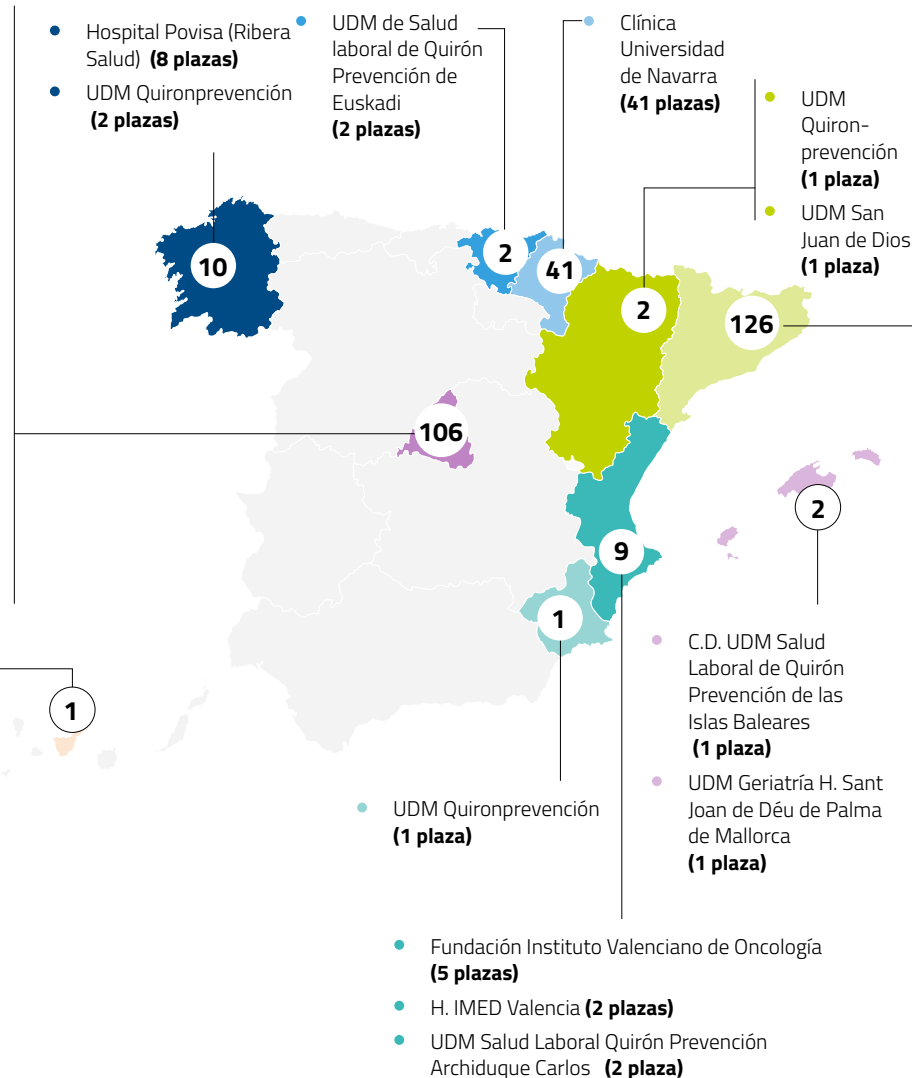 Hospital Povisa (Ribera
Salud) (8 plazas)
UDM Quironprevención
(2 plazas)
UDM de Salud
laboral de Quirón
Prevención de
Euskadi
(2 plazas)
Clínica
Universidad
de Navarra
(41 plazas)
UDM
Quiron-
prevención
(1 plaza)
UDM San
Juan de Dios
(1 plaza)
10
2
41
2
126
106
2
9
1
1
C.D. UDM Salud
Laboral de Quirón
Prevención de las
Islas Baleares
(1 plaza)
UDM Geriatría H. Sant
Joan de Déu de Palma
de Mallorca
(1 plaza)
UDM Quironprevención
(1 plaza)
Fundación Instituto Valenciano de Oncología
(5 plazas)
H. IMED Valencia (2 plazas)
UDM Salud Laboral Quirón Prevención
Archiduque Carlos (2 plaza)